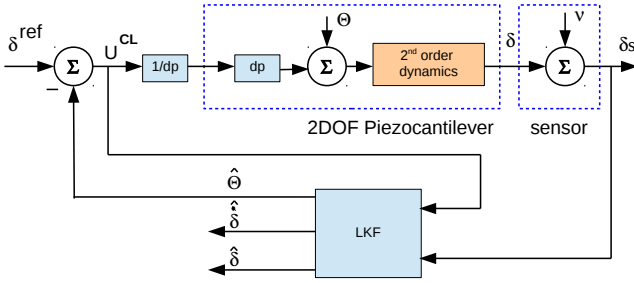 δ^ref
Σ
−
U^CL
1/dp
dp
Θ
Σ
2nd order
dynamics
δ
ν
Σ
δs
2DOF Piezocantilever
sensor
Θ̂
δ̇̂
δ̂
LKF